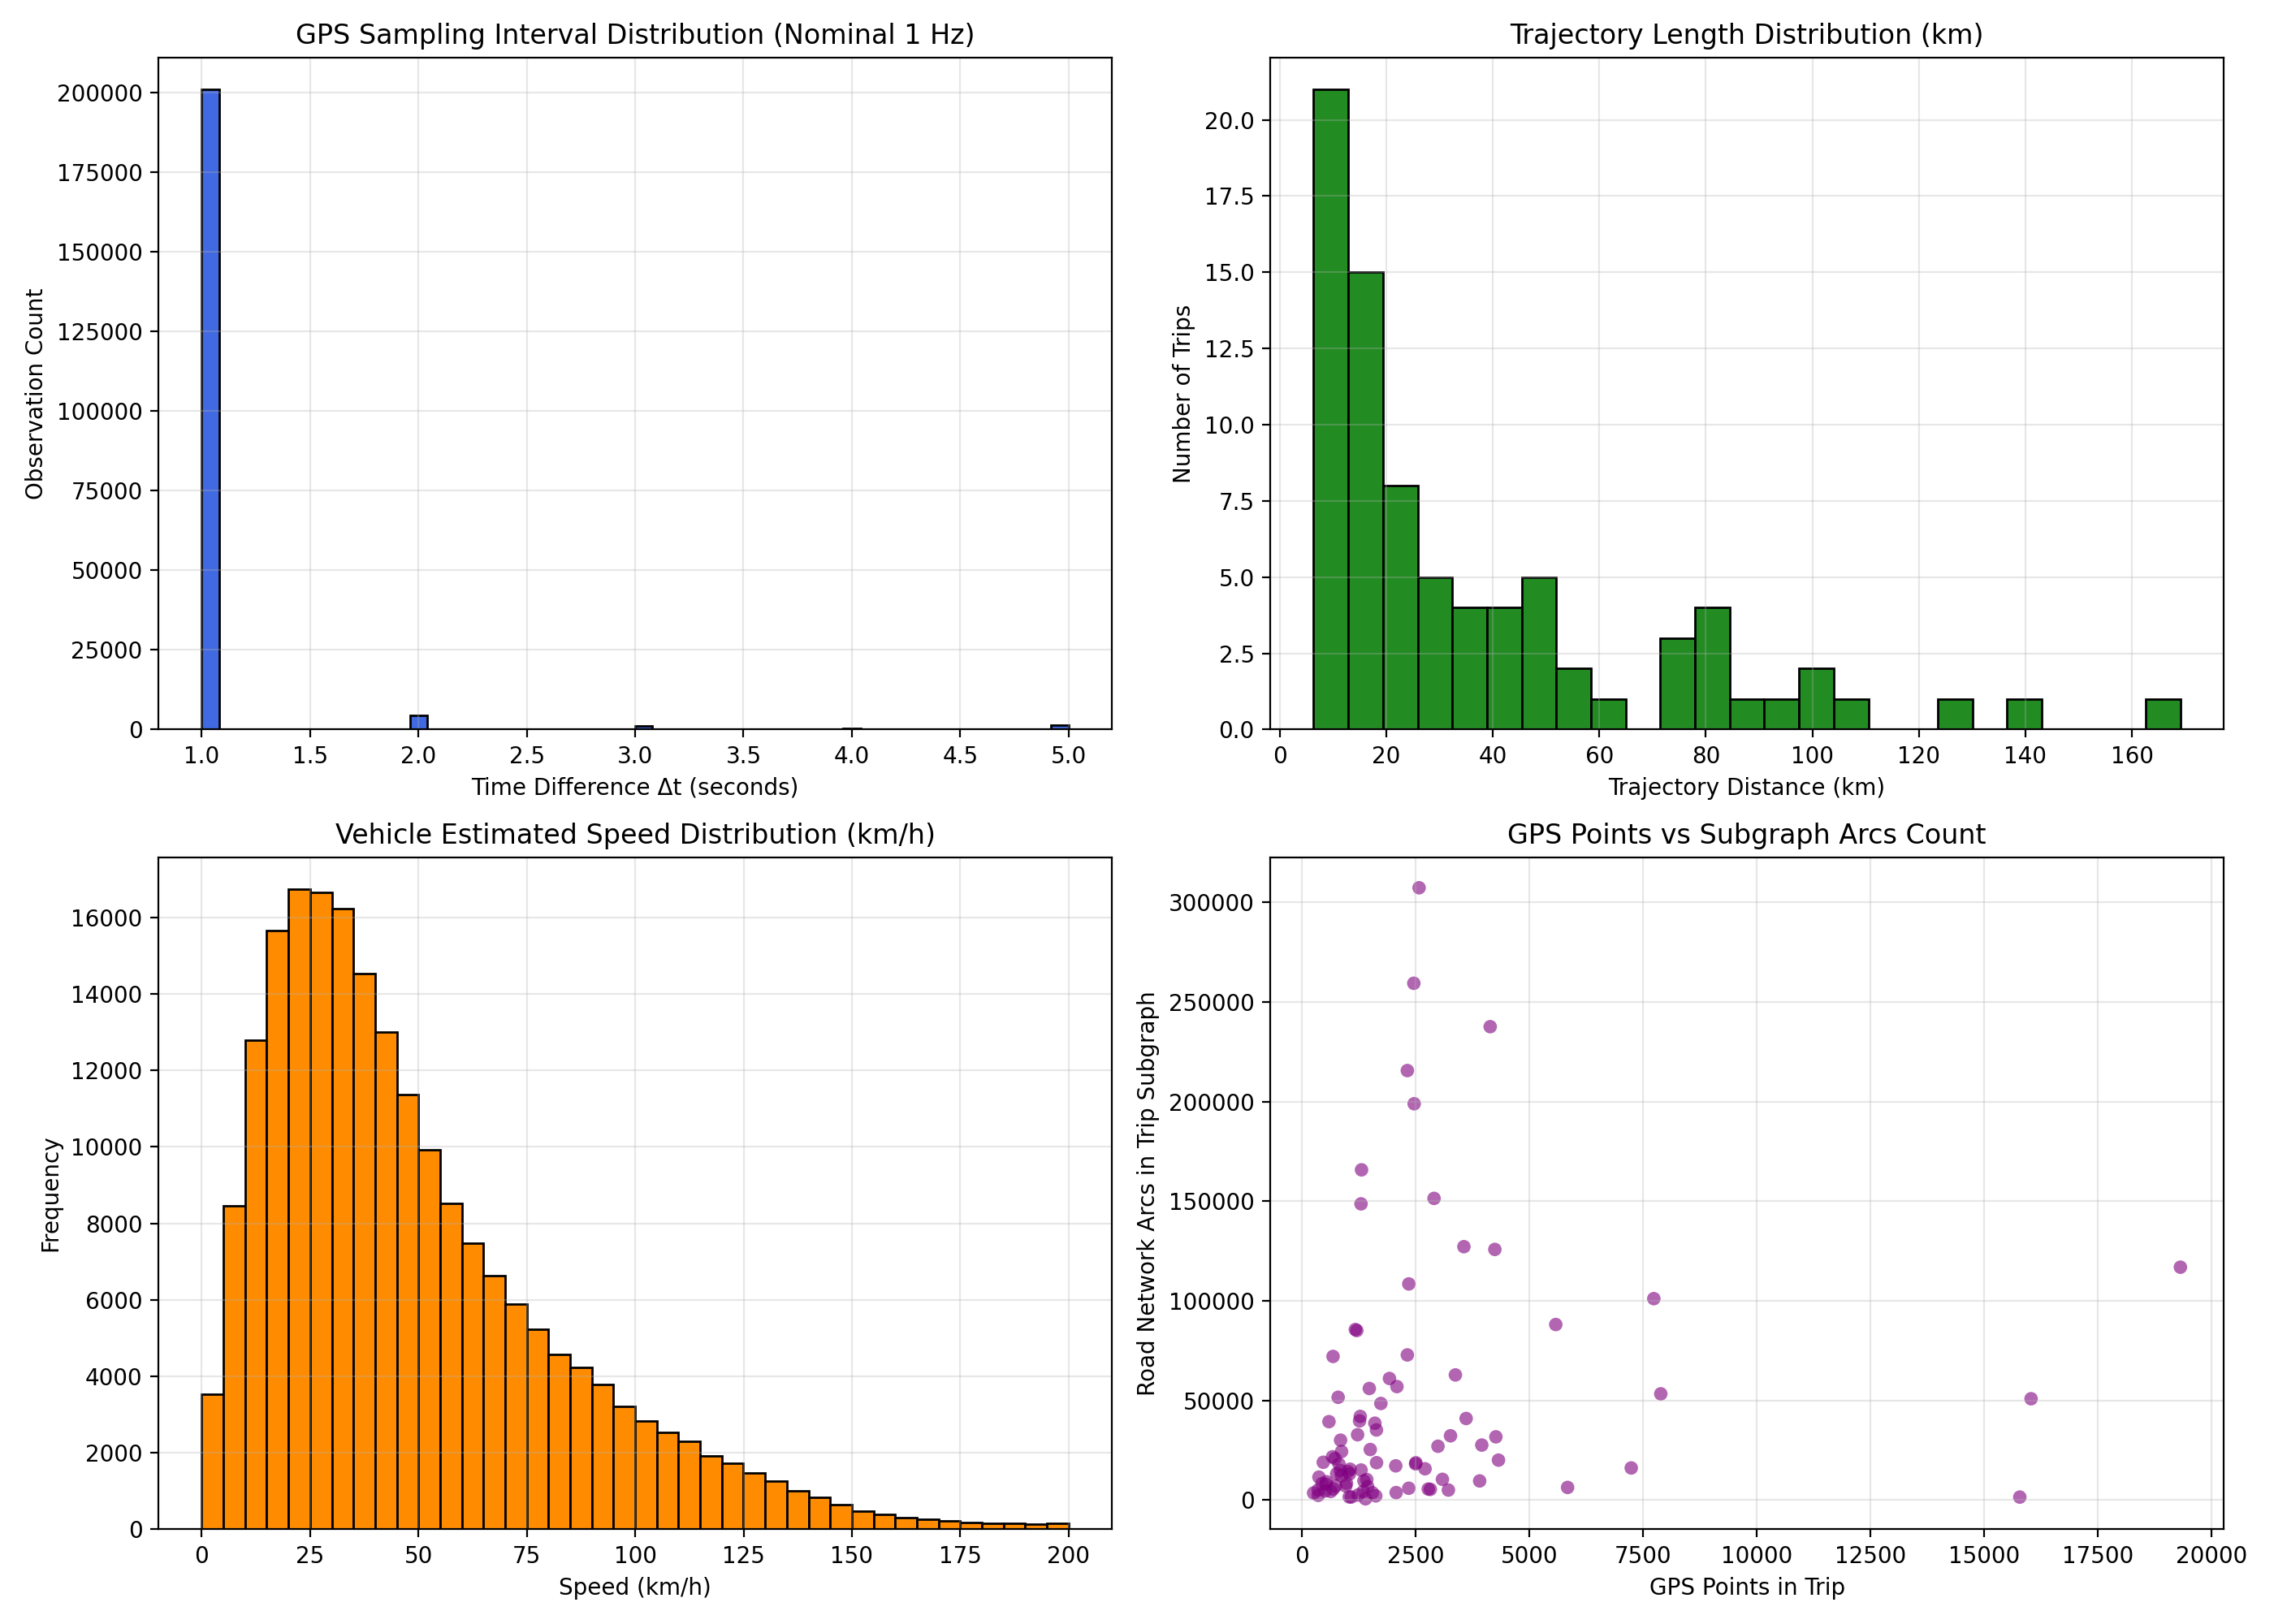 GPS Sampling Interval Distribution (Nominal 1 Hz)
Observation Count
200000
175000
150000
125000
100000
75000
50000
25000
0
1.0 1.5 2.0 2.5 3.0 3.5 4.0 4.5 5.0
Time Difference Δt (seconds)
Trajectory Length Distribution (km)
Number of Trips
20.0
17.5
15.0
12.5
10.0
7.5
5.0
2.5
0.0
0 20 40 60 80 100 120 140 160
Trajectory Distance (km)
Vehicle Estimated Speed Distribution (km/h)
Frequency
16000
14000
12000
10000
8000
6000
4000
2000
0
0 25 50 75 100 125 150 175 200
Speed (km/h)
GPS Points vs Subgraph Arcs Count
Road Network Arcs in Trip Subgraph
300000
250000
200000
150000
100000
50000
0
0 2500 5000 7500 10000 12500 15000 17500 20000
GPS Points in Trip